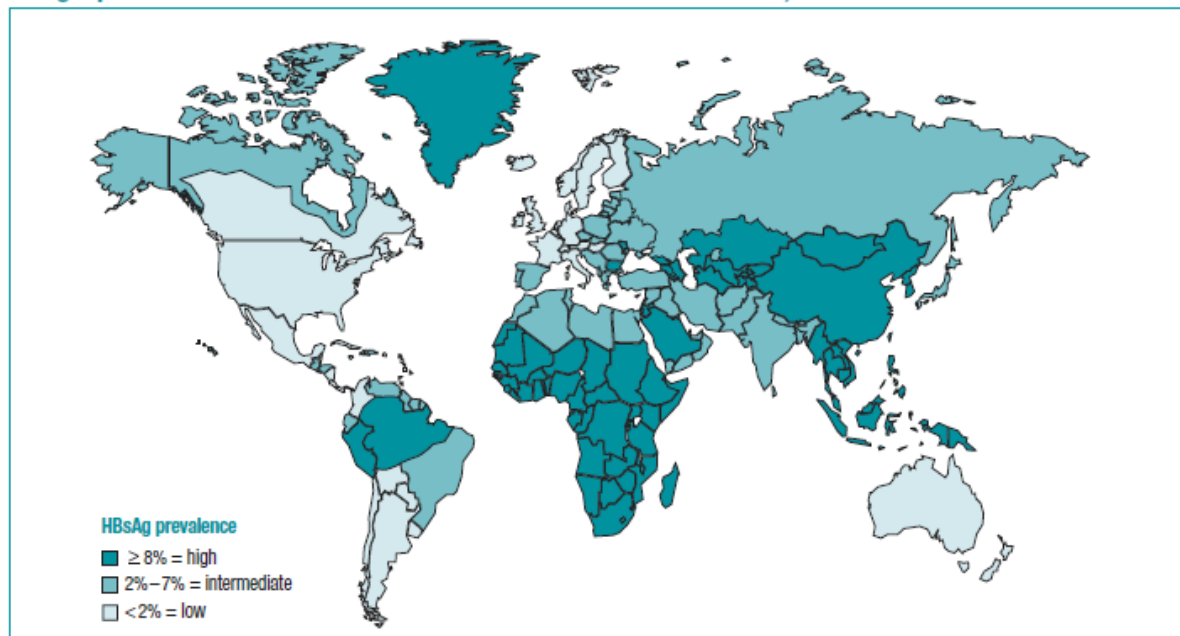 HBsAg prevalence
≥8% = high
2%–7% = intermediate
<2% = low